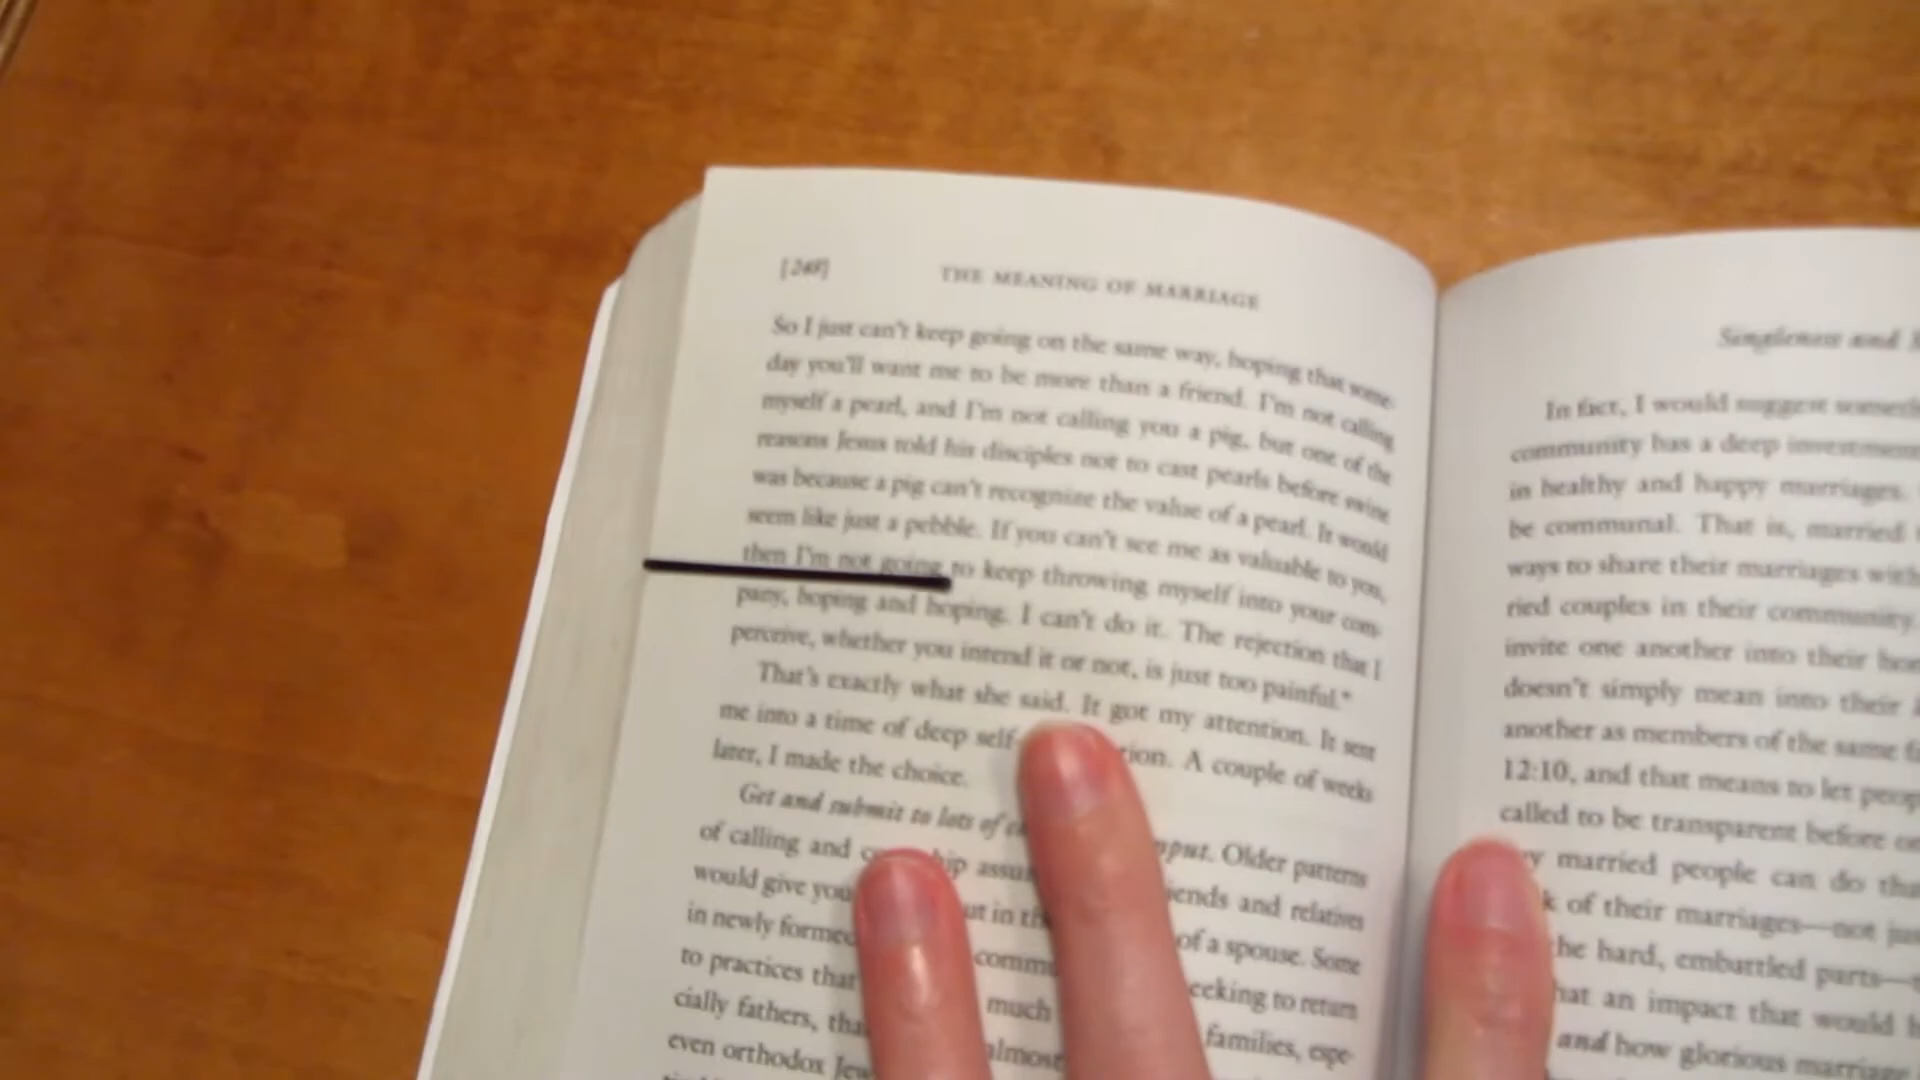 [248]
THE MEANING OF MARRIAGE
So I just can't keep going on the same way, hoping that some-
day you'll want me to be more than a friend. I'm not calling
myself a pearl, and I'm not calling you a pig, but one of the
reasons Jesus told his disciples not to cast pearls before swine
was because a pig can't recognize the value of a pearl. It would
seem like just a pebble. If you can't see me as valuable to you,
then I'm not going to keep throwing myself into your com-
pany, hoping and hoping. I can't do it. The rejection that I
perceive, whether you intend it or not, is just too painful."
That's exactly what she said. It got my attention. It sent
me into a time of deep self- A couple of weeks
later, I made the choice.
Get and submit to lots of Older patterns
of calling and
would give you and relatives
in newly formed of a spouse. Some
to practices that much to return
cially fathers, families, espe-
even orthodox almost
Singleness and
In fact, I would suggest
community has a deep
in healthy and happy marriages.
be communal. That is, married
ways to share their marriages
ried couples in their community.
invite one another into their
doesn't simply mean into their
another as members of the same
12:10, and that means to let
called to be transparent before
married people can do
of their marriages—not
hard, embattled parts—
an impact that would
and how glorious marriage